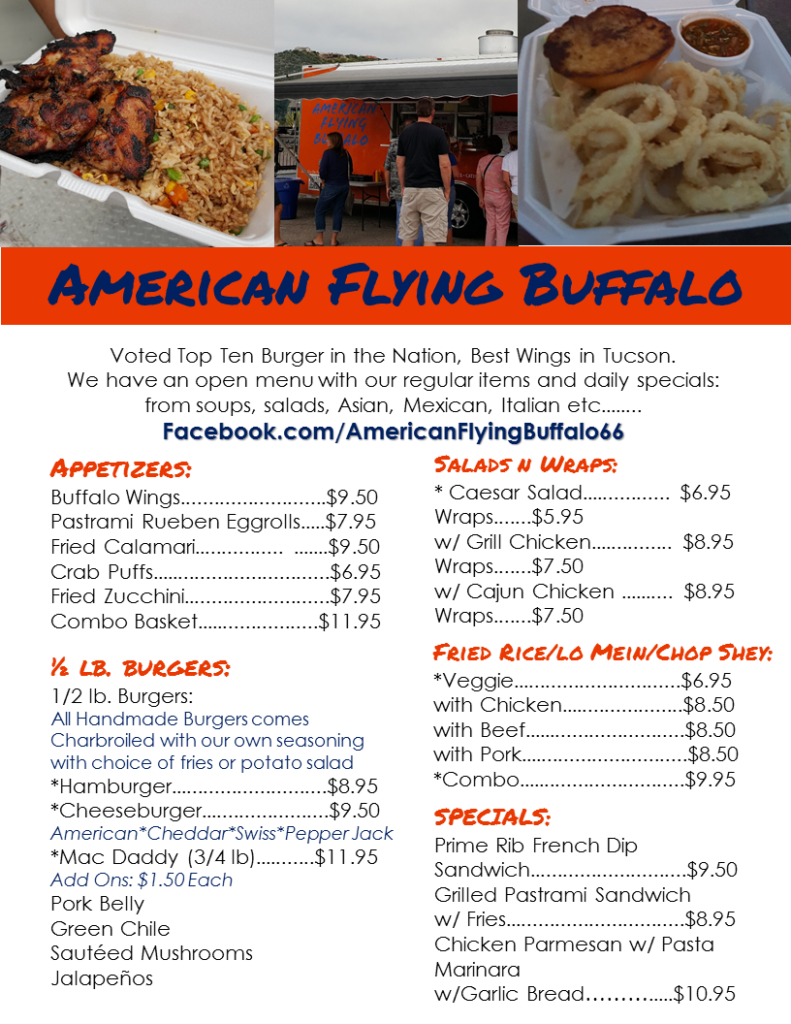 AMERICAN
FLYING
BUFFALO
American Flying Buffalo
Voted Top Ten Burger in the Nation, Best Wings in Tucson.
We have an open menu with our regular items and daily specials:
from soups, salads, Asian, Mexican, Italian etc........
Facebook.com/AmericanFlyingBuffalo66
Appetizers:
Buffalo Wings..........................$9.50
Pastrami Rueben Eggrolls.....$7.95
Fried Calamari................ .......$9.50
Crab Puffs................................$6.95
Fried Zucchini..........................$7.95
Combo Basket......................$11.95
½ lb. burgers:
1/2 lb. Burgers:
All Handmade Burgers comes
Charbroiled with our own seasoning
with choice of fries or potato salad
*Hamburger............................$8.95
*Cheeseburger.......................$9.50
American*Cheddar*Swiss*Pepper Jack
*Mac Daddy (3/4 lb)...........$11.95
Add Ons: $1.50 Each
Pork Belly
Green Chile
Sautéed Mushrooms
Jalapeños
Salads n Wraps:
* Caesar Salad................ $6.95
Wraps.......$5.95
w/ Grill Chicken............... $8.95
Wraps.......$7.50
w/ Cajun Chicken .......... $8.95
Wraps.......$7.50
Fried Rice/Lo Mein/Chop Shey:
*Veggie..............................$6.95
with Chicken......................$8.50
with Beef.............................$8.50
with Pork..............................$8.50
*Combo..............................$9.95
SPECIALS:
Prime Rib French Dip
Sandwich............................$9.50
Grilled Pastrami Sandwich
w/ Fries................................$8.95
Chicken Parmesan w/ Pasta
Marinara
w/Garlic Bread..............$10.95